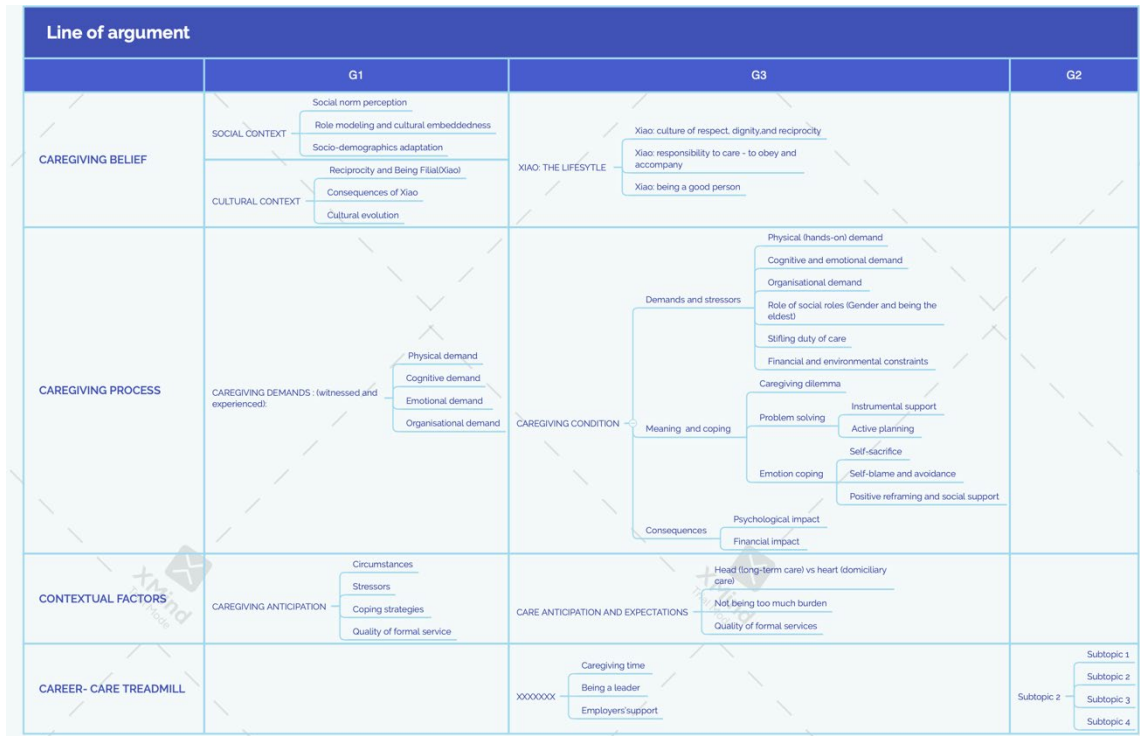 Line of argument
G1
G3
G2
CAREGIVING BELIEF
SOCIAL CONTEXT
Social norm perception
Role modeling and cultural embeddedness
Socio-demographics adaptation
CULTURAL CONTEXT
Reciprocity and Being Filial(Xiao)
Consequences of Xiao
Cultural evolution
XIAO: THE LIFESYTLE
Xiao: culture of respect, dignity,and reciprocity
Xiao: responsibility to care - to obey and
accompany
Xiao: being a good person
CAREGIVING PROCESS
CAREGIVING DEMANDS : (witnessed and
experienced):
Physical demand
Cognitive demand
Emotional demand
Organisational demand
CAREGIVING CONDITION
Demands and stressors
Physical (hands-on) demand
Cognitive and emotional demand
Organisational demand
Role of social roles (Gender and being the
eldest)
Stifling duty of care
Financial and environmental constraints
Meaning and coping
Caregiving dilemma
Problem solving
Instrumental support
Active planning
Emotion coping
Self-sacrifice
Self-blame and avoidance
Positive reframing and social support
Consequences
Psychological impact
Financial impact
CONTEXTUAL FACTORS
CAREGIVING ANTICIPATION
Circumstances
Stressors
Coping strategies
Quality of formal service
CARE ANTICIPATION AND EXPECTATIONS
Head (long-term care) vs heart (domiciliary
care)
Not being too much burden
Quality of formal services
CAREER- CARE TREADMILL
XXXXXXX
Caregiving time
Being a leader
Employers'support
Subtopic 2
Subtopic 1
Subtopic 2
Subtopic 3
Subtopic 4
XMind
Trial Mode
XMind
Trial Mode